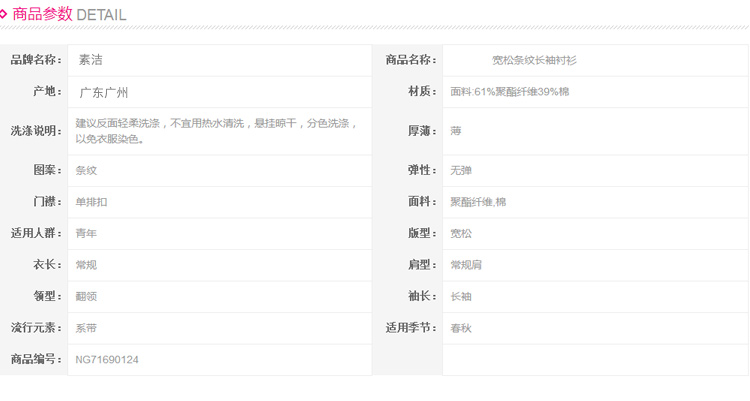 商品参数 DETAIL
品牌名称： 素洁 商品名称： 宽松条纹长袖衬衫
产地： 广东广州 材质： 面料:61%聚酯纤维39%棉
洗涤说明： 建议反面轻柔洗涤，不宜用热水清洗，悬挂晾干，分色洗涤，
以免衣服染色。 厚薄： 薄
图案： 条纹 弹性： 无弹
门襟： 单排扣 面料： 聚酯纤维,棉
适用人群： 青年 版型： 宽松
衣长： 常规 肩型： 常规肩
领型： 翻领 袖长： 长袖
流行元素： 系带 适用季节： 春秋
商品编号： NG71690124